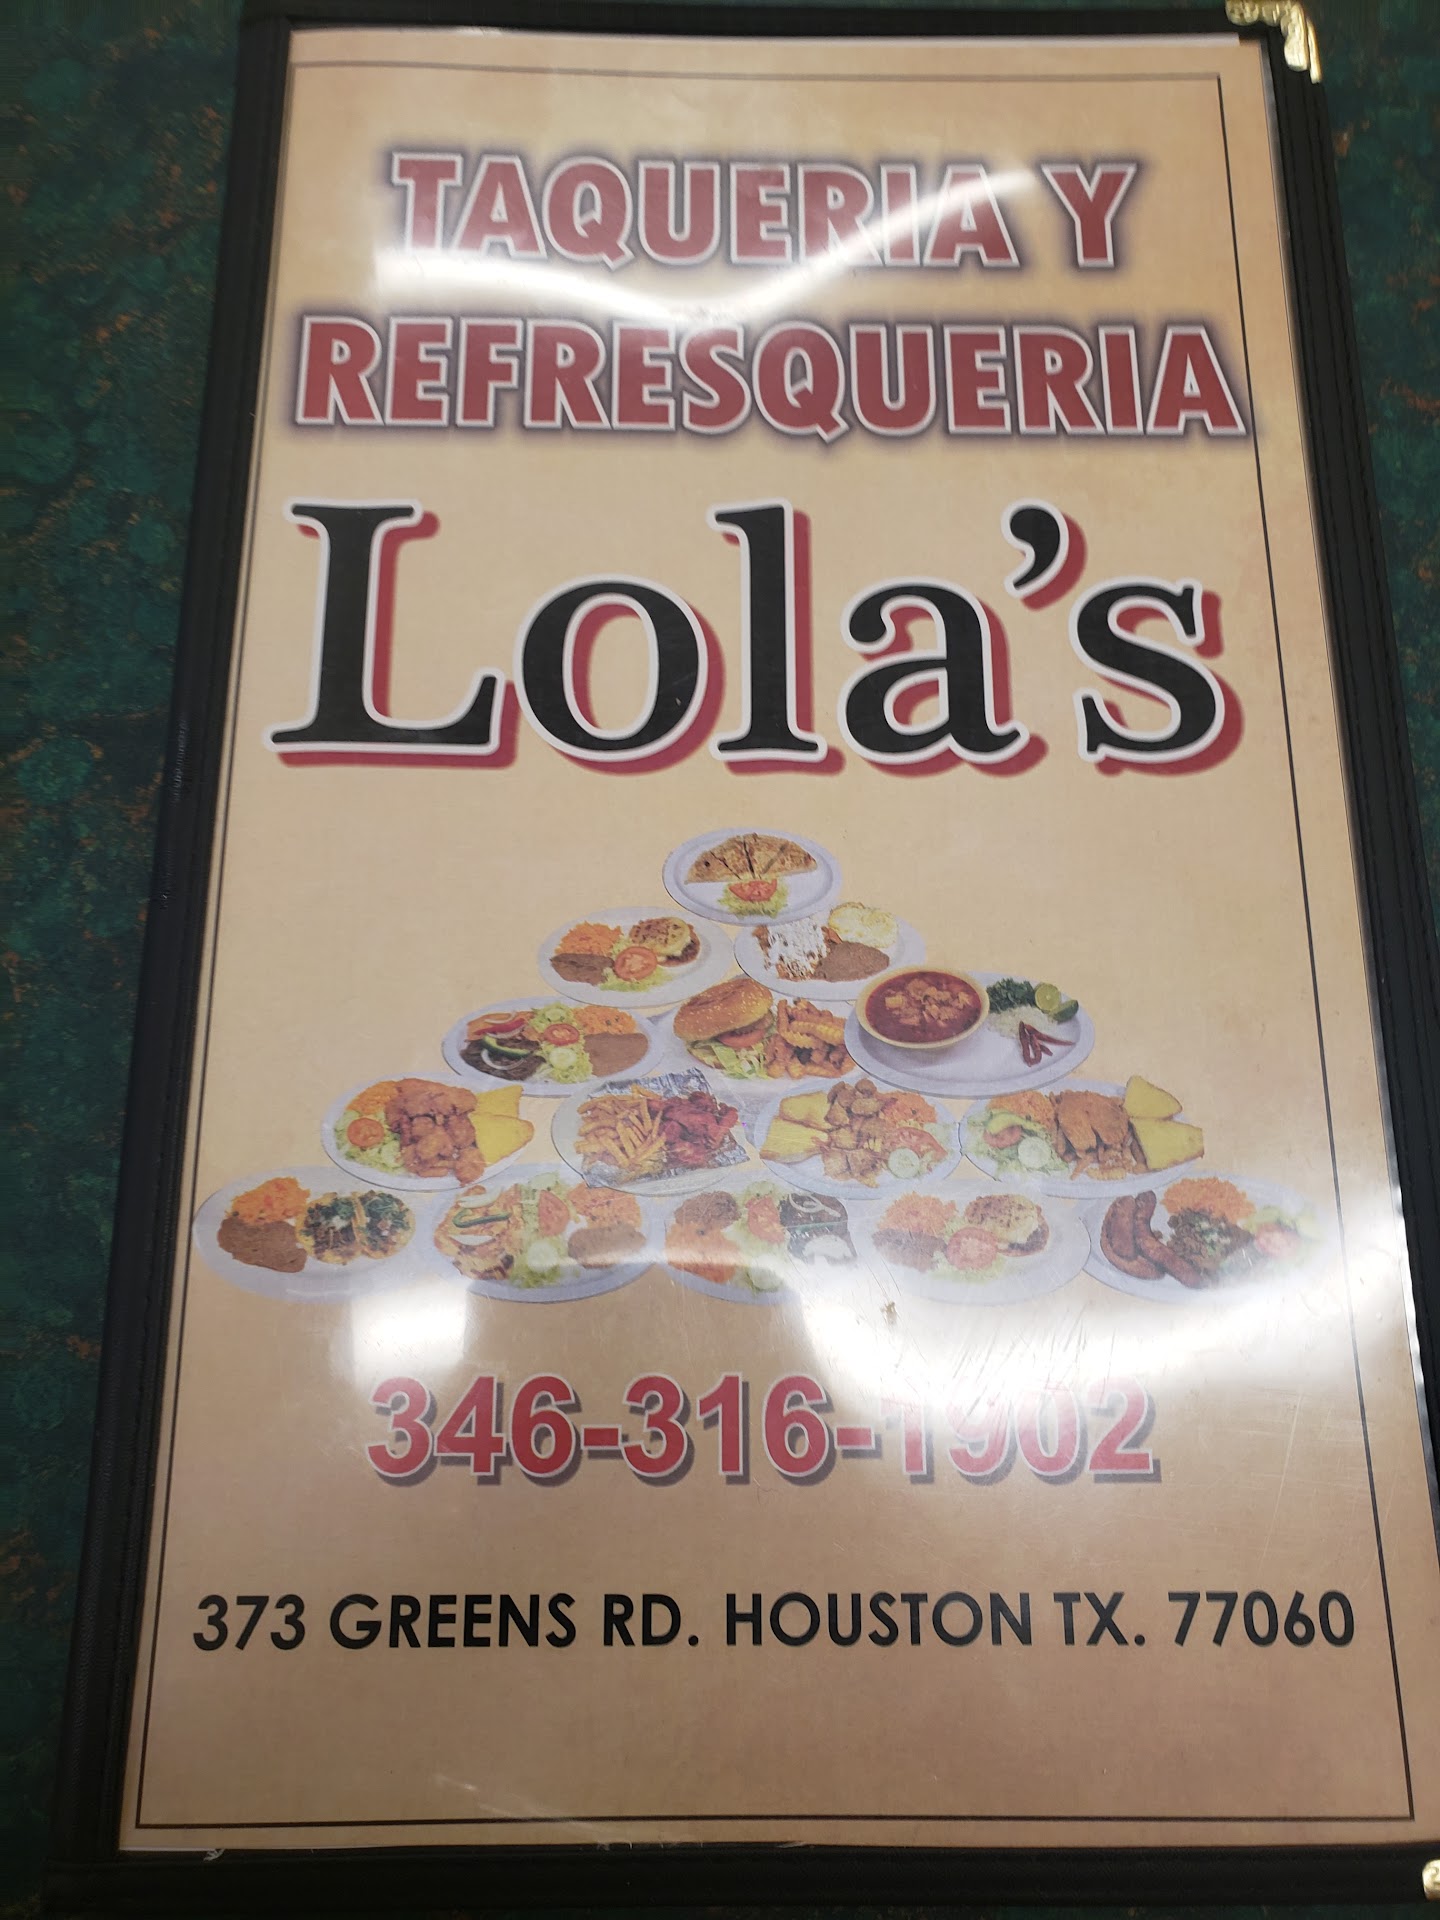 TAQUERIA Y
REFRESQUERIA
Lola's
346-316-1902
373 GREENS RD. HOUSTON TX. 77060